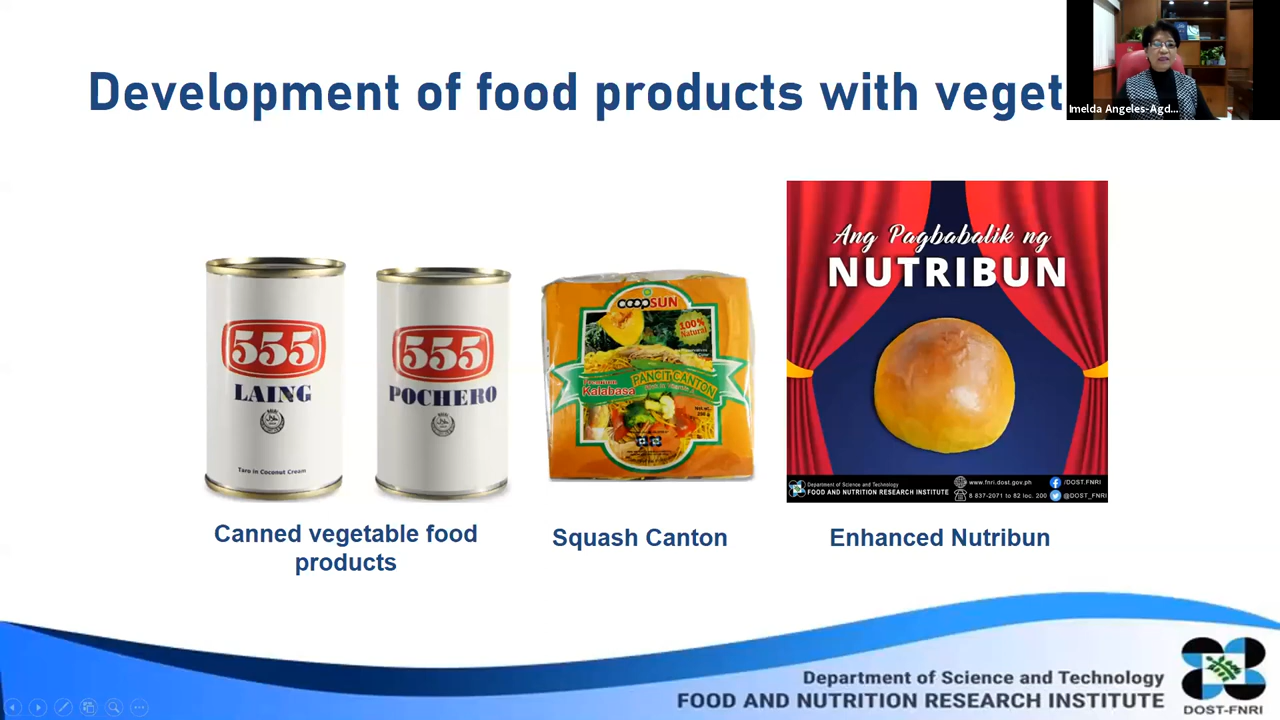 Development of food products with veget
Imelda Angeles-Agd...
555
LAING
Taro in Coconut Cream
555
POCHERO
COOPSUN
100%
Natural
Premium
Kalabasa
PANCIT CANTON
Ang Pagbabalik ng
NUTRIBUN
Department of Science and Technology
FOOD AND NUTRITION RESEARCH INSTITUTE
www.fnri.dost.gov.ph
/DOST.FNRI
8 837-2071 to 82 loc. 200
@DOST_FNRI
Canned vegetable food
products
Squash Canton
Enhanced Nutribun
Department of Science and Technology
FOOD AND NUTRITION RESEARCH INSTITUTE
DOST-FNRI